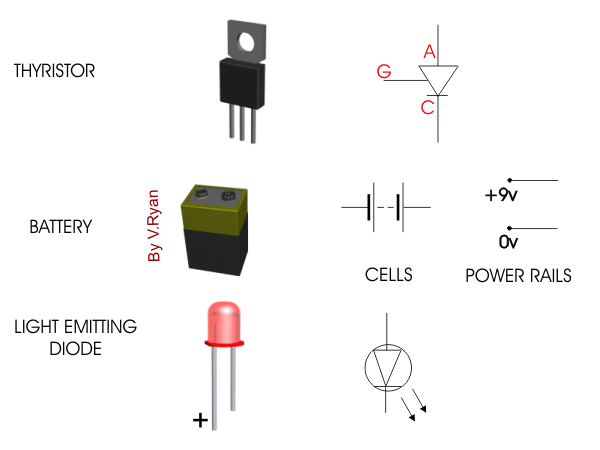 THYRISTOR
A
G
C
BATTERY
By V.Ryan
+9v
0v
CELLS
POWER RAILS
LIGHT EMITTING
DIODE
+